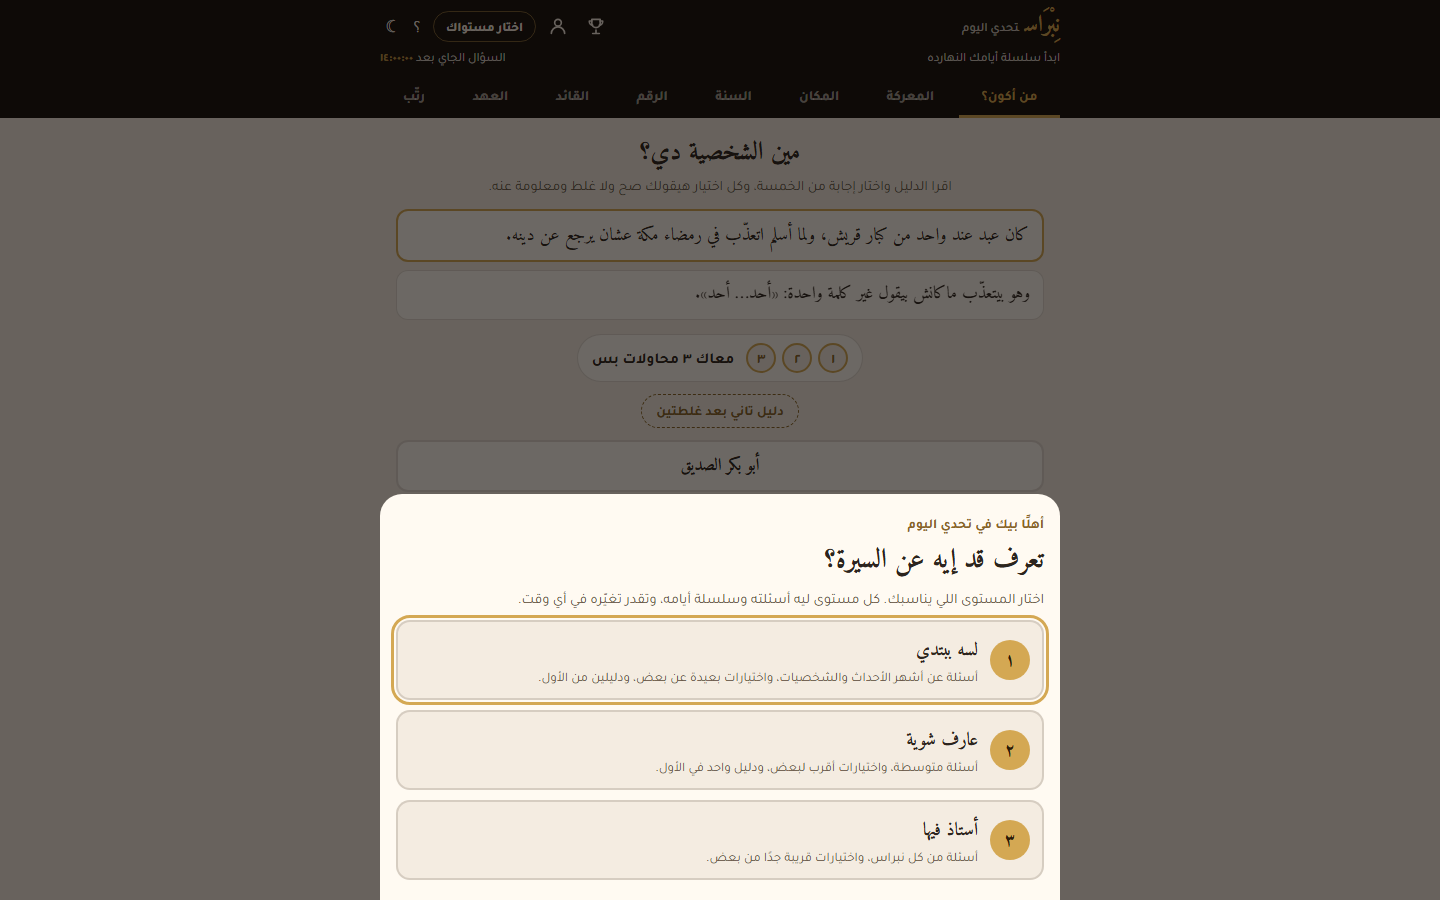 نِبْرَاس تحدي اليوم
اختار مستواك
؟
ابدأ سلسلة أيامك النهارده
السؤال الجاي بعد ١٤:٠٠:٠٠
من أكون؟ المعركة المكان السنة الرقم القائد العهد رتّب
مين الشخصية دي؟
اقرا الدليل واختار إجابة من الخمسة. وكل اختيار هيقولك صح ولا غلط ومعلومة عنه.
كان عبد عند واحد من كبار قريش، ولما أسلم اتعذّب في رمضاء مكة عشان يرجع عن دينه.
وهو بيتعذّب ماكانش بيقول غير كلمة واحدة: «أحد... أحد».
١ ٢ ٣ معاك ٣ محاولات بس
دليل تاني بعد غلطتين
أبو بكر الصديق
أهلًا بيك في تحدي اليوم
تعرف قد إيه عن السيرة؟
اختار المستوى اللي يناسبك. كل مستوى ليه أسئلته وسلسلة أيامه، وتقدر تغيّره في أي وقت.
١ لسه ببتدي
أسئلة عن أشهر الأحداث والشخصيات، واختيارات بعيدة عن بعض، ودليلين من الأول.
٢ عارف شوية
أسئلة متوسطة، واختيارات أقرب لبعض، ودليل واحد في الأول.
٣ أستاذ فيها
أسئلة من كل نبراس، واختيارات قريبة جدًا من بعض.